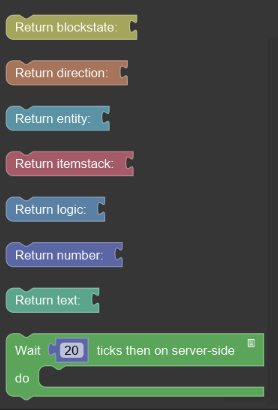 Return blockstate:
Return direction:
Return entity:
Return itemstack:
Return logic:
Return number:
Return text:
Wait 20 ticks then on server-side
do